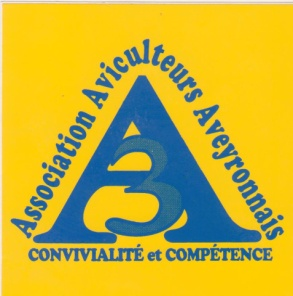 Association Aviculteurs Aveyronnais
A3
CONVIVIALITÉ et COMPÉTENCE